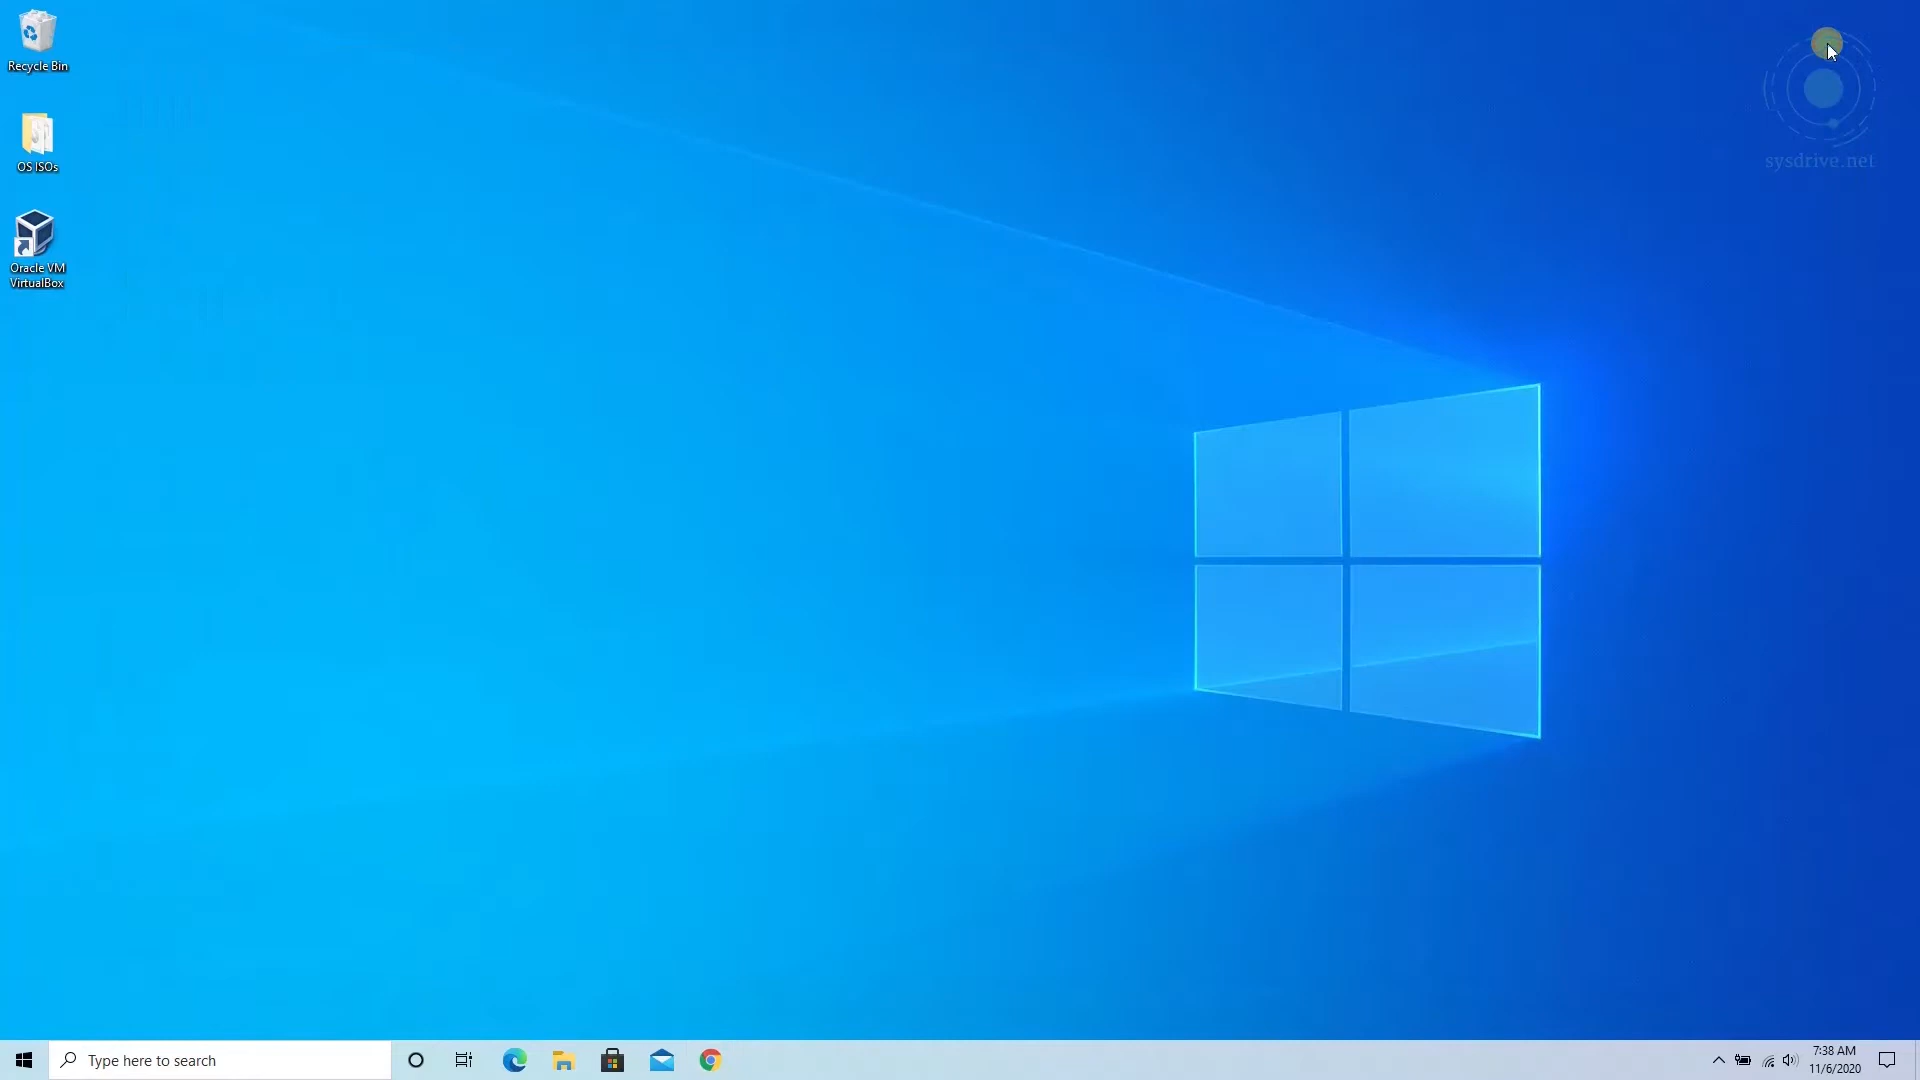 Recycle Bin
OS ISOs
Oracle VM
VirtualBox
sysdrive.net
Type here to search
7:38 AM
11/6/2020